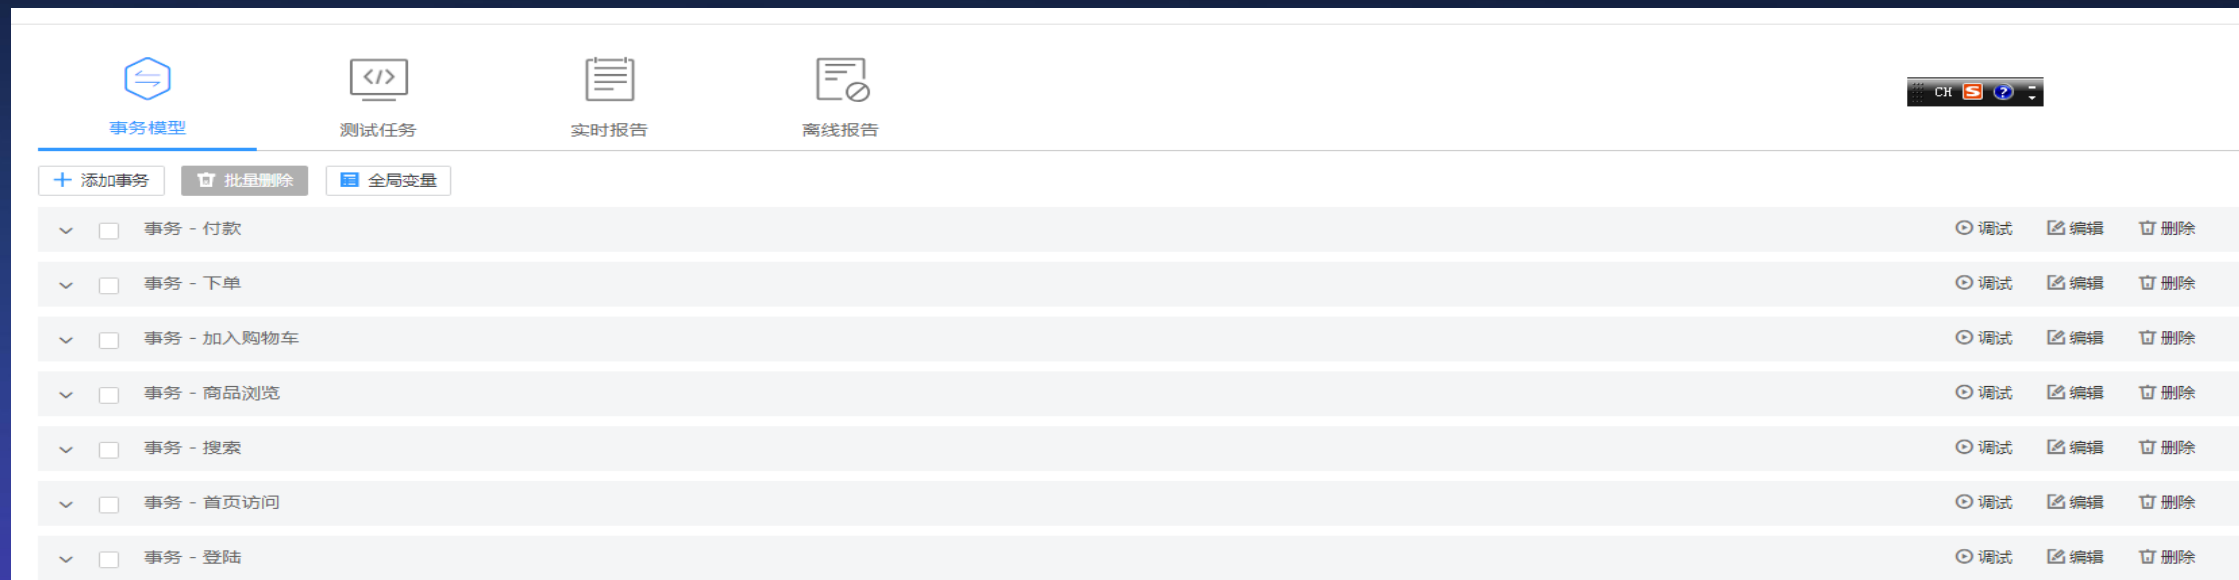 CH S ?
事务模型 测试任务 实时报告 离线报告
添加事务 批量删除 全局变量
事务 - 付款 调试 编辑 删除
事务 - 下单 调试 编辑 删除
事务 - 加入购物车 调试 编辑 删除
事务 - 商品浏览 调试 编辑 删除
事务 - 搜索 调试 编辑 删除
事务 - 首页访问 调试 编辑 删除
事务 - 登陆 调试 编辑 删除